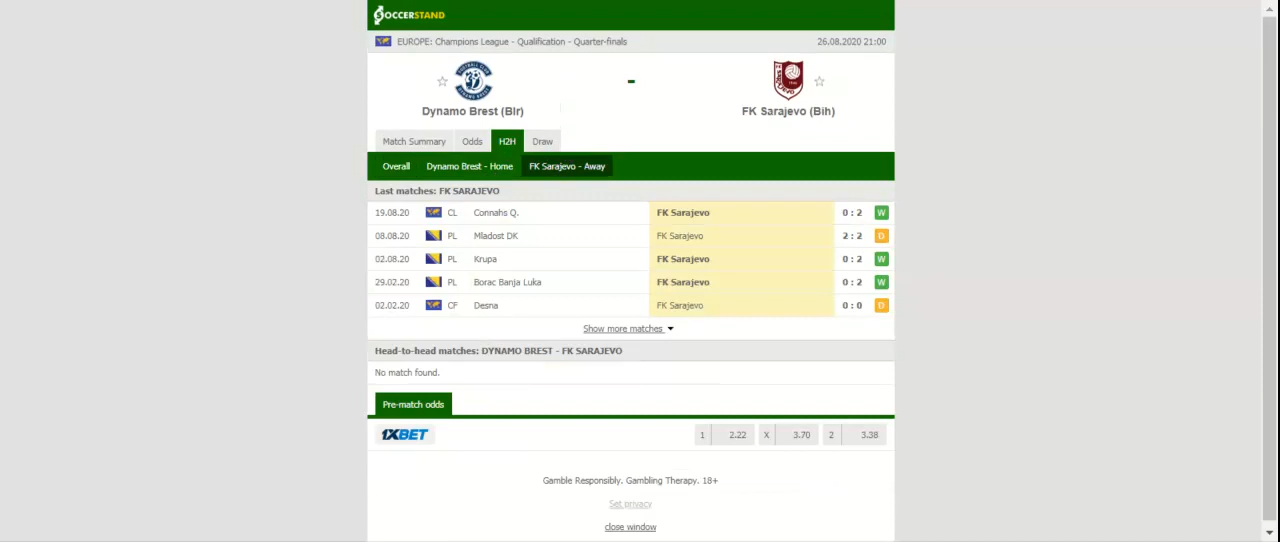 SOCCERSTAND
EUROPE: Champions League - Qualification - Quarter-finals 26.08.2020 21:00
Dynamo Brest (Blr) - FK Sarajevo (Bih)
Match Summary Odds H2H Draw
Overall Dynamo Brest - Home FK Sarajevo - Away
Last matches: FK SARAJEVO
19.08.20 CL Connahs Q. FK Sarajevo 0 : 2 W
08.08.20 PL Mladost DK FK Sarajevo 2 : 2 D
02.08.20 PL Krupa FK Sarajevo 0 : 2 W
29.02.20 PL Borac Banja Luka FK Sarajevo 0 : 2 W
02.02.20 CF Desna FK Sarajevo 0 : 0 D
Show more matches
Head-to-head matches: DYNAMO BREST - FK SARAJEVO
No match found.
Pre-match odds
1XBET 1 2.22 X 3.70 2 3.38
Gamble Responsibly. Gambling Therapy. 18+
Set privacy
close window